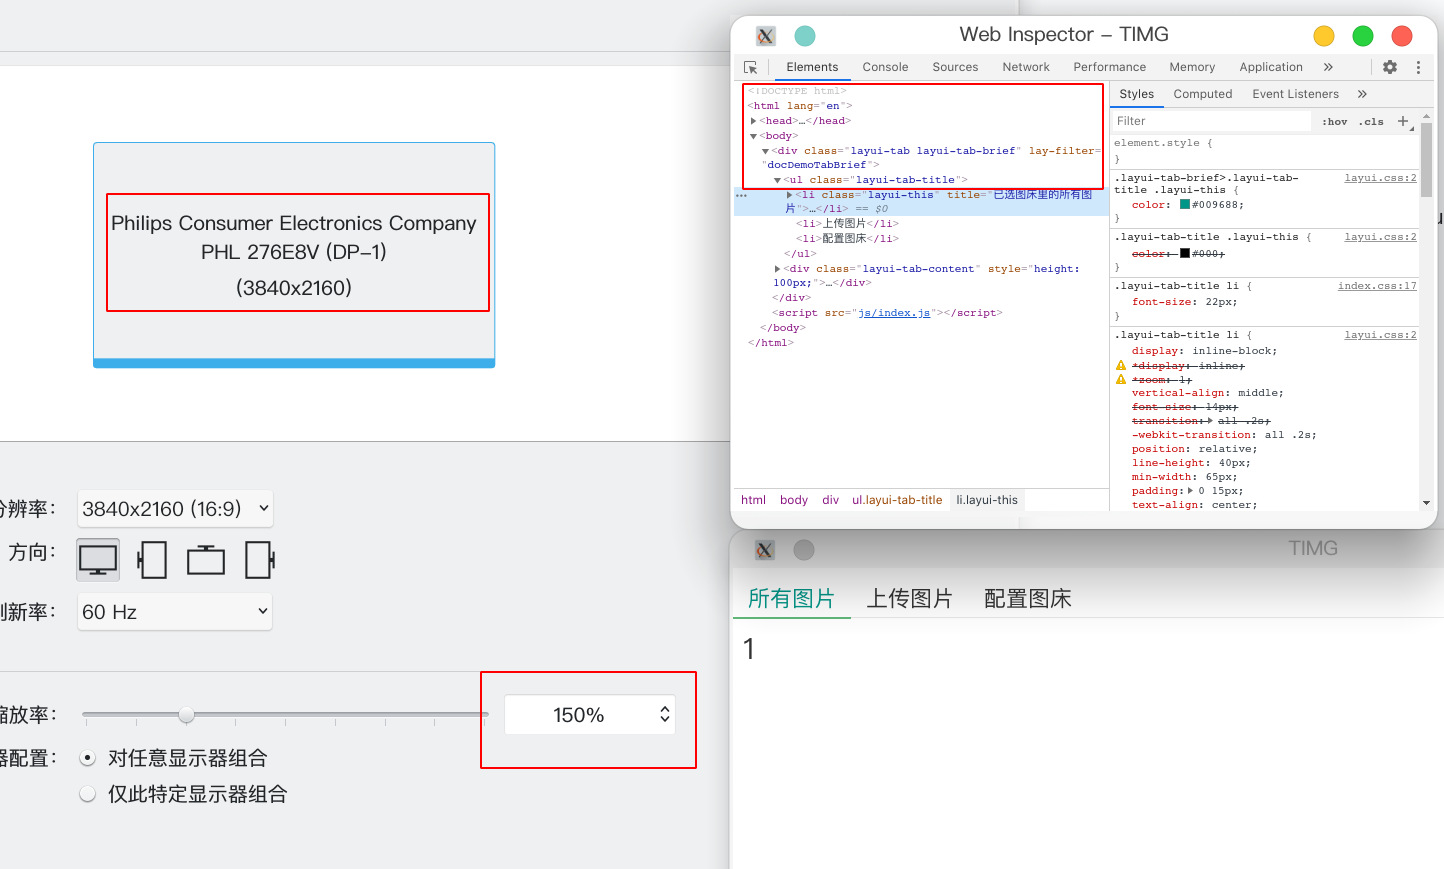 Philips Consumer Electronics Company
PHL 276E8V (DP-1)
(3840x2160)
分辨率：
3840x2160 (16:9)
方向：
刷新率：
60 Hz
缩放率：
150%
器配置：
对任意显示器组合
仅此特定显示器组合
Web Inspector – TIMG
Elements Console Sources Network Performance Memory Application »
<!DOCTYPE html>
<html lang="en">
<head>…</head>
<body>
<div class="layui-tab layui-tab-brief" lay-filter=
"docDemoTabBrief">
<ul class="layui-tab-title">
<li class="layui-this" title="已选图床里的所有图
片">…</li> == $0
<li>上传图片</li>
<li>配置图床</li>
</ul>
<div class="layui-tab-content" style="height:
100px;">…</div>
</div>
<script src="js/index.js"></script>
</body>
</html>
html body div ul.layui-tab-title li.layui-this
Styles Computed Event Listeners »
Filter :hov .cls +
element.style {
}
.layui-tab-brief>.layui-tab-
title .layui-this { layui.css:2
color: #009688;
}
.layui-tab-title .layui-this { layui.css:2
color: #000;
}
.layui-tab-title li { index.css:17
font-size: 22px;
}
.layui-tab-title li { layui.css:2
display: inline-block;
*display: inline;
*zoom: 1;
vertical-align: middle;
font-size: 14px;
transition: all .2s;
-webkit-transition: all .2s;
position: relative;
line-height: 40px;
min-width: 65px;
padding: 0 15px;
text-align: center;
TIMG
所有图片 上传图片 配置图床
1